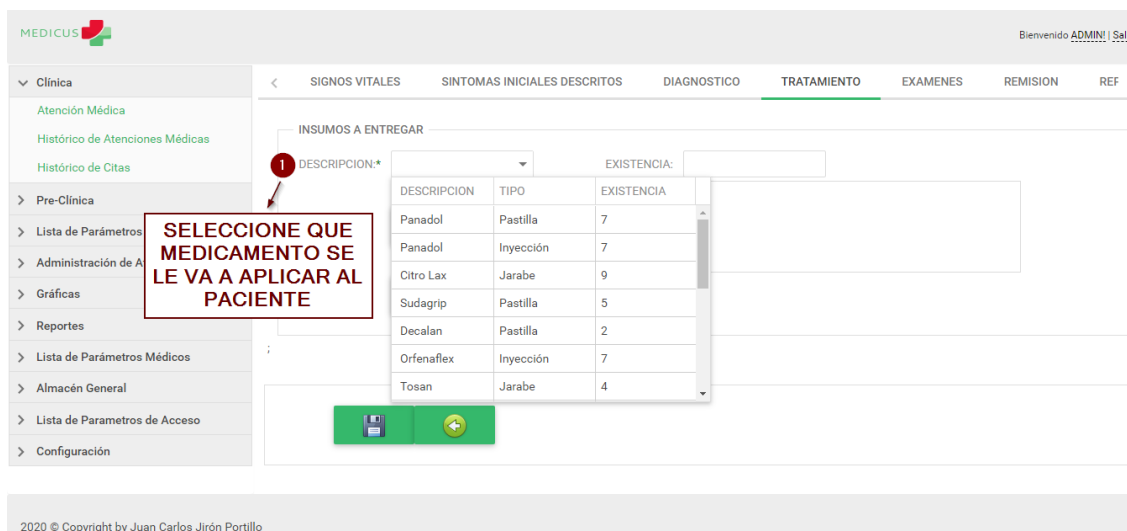 MEDICUS
Bienvenido ADMIN! | Sal
Clínica
Atención Médica
Histórico de Atenciones Médicas
Histórico de Citas
Pre-Clínica
Lista de Parámetros
Administración de A
Gráficas
Reportes
Lista de Parámetros Médicos
Almacén General
Lista de Parametros de Acceso
Configuración
SIGNOS VITALES SINTOMAS INICIALES DESCRITOS DIAGNOSTICO TRATAMIENTO EXAMENES REMISION
INSUMOS A ENTREGAR
1 DESCRIPCION:* EXISTENCIA:
DESCRIPCION TIPO EXISTENCIA
Panadol Pastilla 7
Panadol Inyección 7
Citro Lax Jarabe 9
Sudagrip Pastilla 5
Decalan Pastilla 2
Orfenaflex Inyección 7
Tosan Jarabe 4
SELECCIONE QUE
MEDICAMENTO SE
LE VA A APLICAR AL
PACIENTE
;
2020 © Copyright by Juan Carlos Jirón Portillo